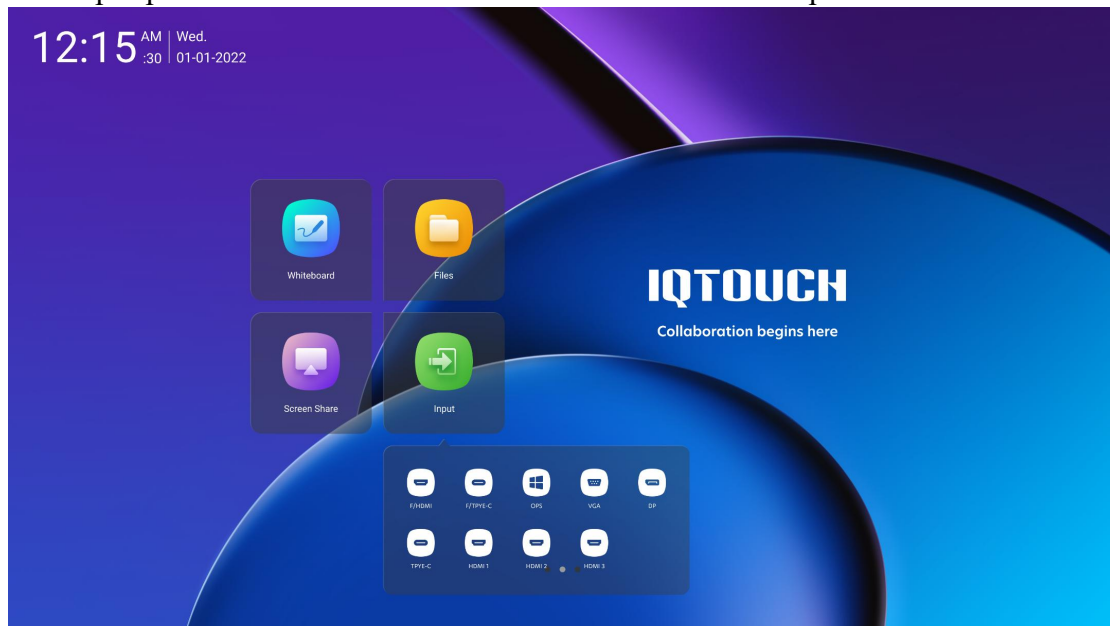 12:15 AM :30 Wed. 01-01-2022
Whiteboard
Files
IQTOUCH
Collaboration begins here
Screen Share
Input
F/HDMI
F/TPYE-C
OPS
VGA
DP
TPYE-C
HDMI 1
HDMI 2
HDMI 3